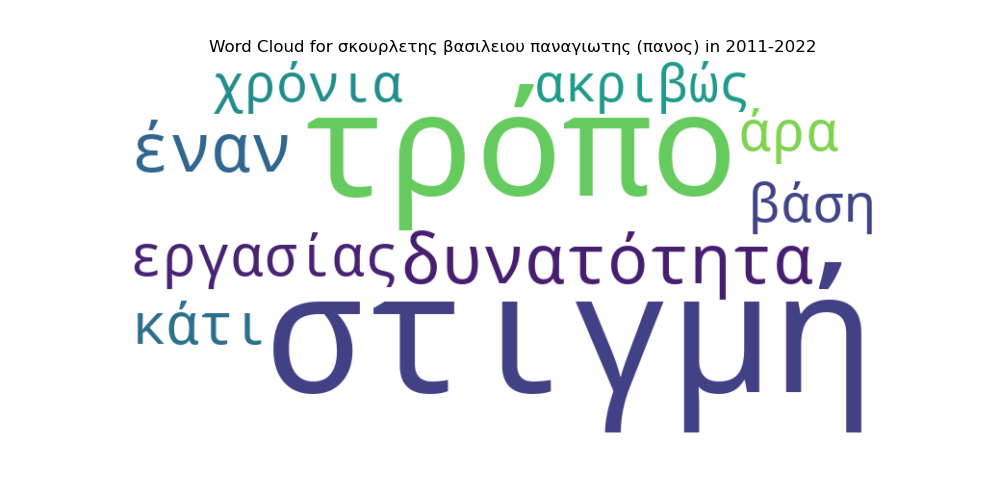 Word Cloud for σκουρλετης βασιλειου παναγιωτης (πανος) in 2011-2022
χρόνια ακριβώς
έναν τρόπο άρα
βάση
εργασίας δυνατότητα
κάτι στιγμή